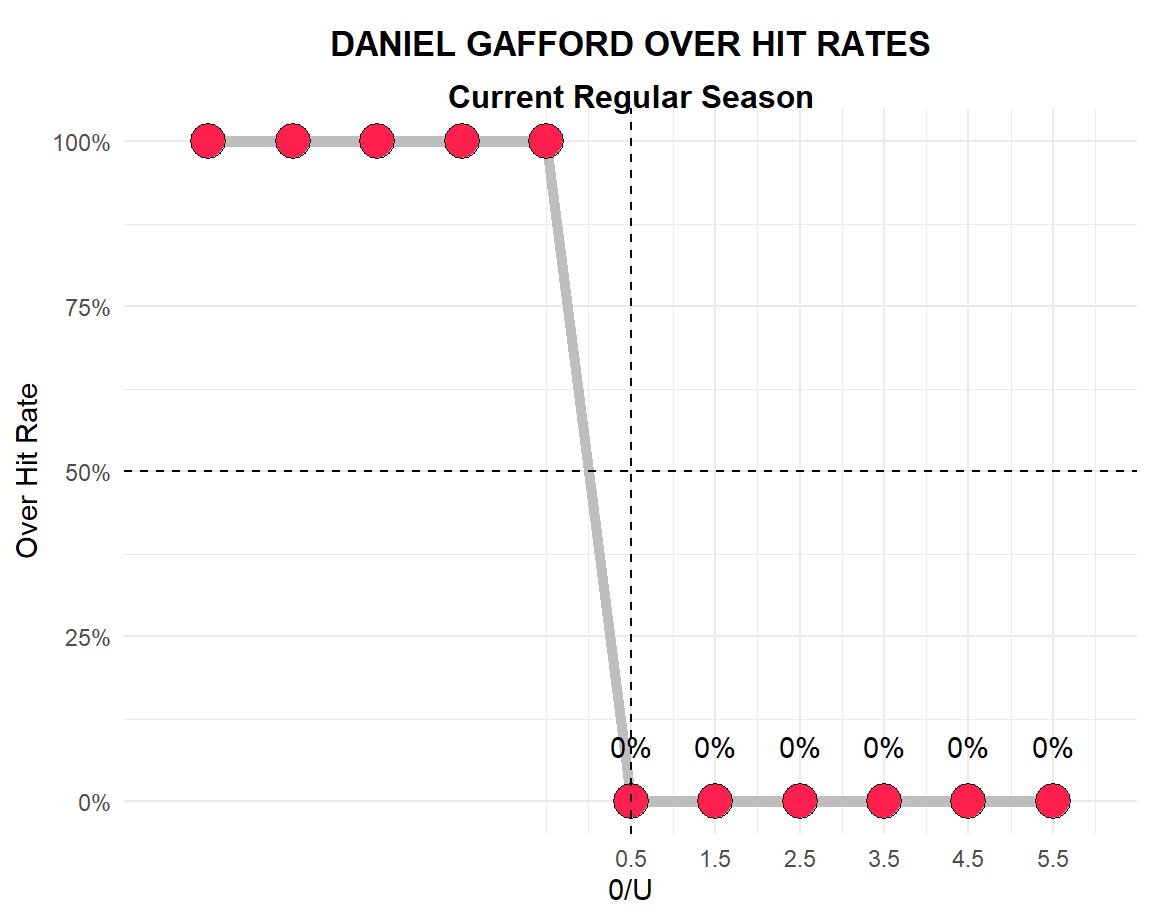 DANIEL GAFFORD OVER HIT RATES
Current Regular Season
Over Hit Rate
100%
75%
50%
25%
0%
0% 0% 0% 0% 0% 0%
0.5 1.5 2.5 3.5 4.5 5.5
0/U